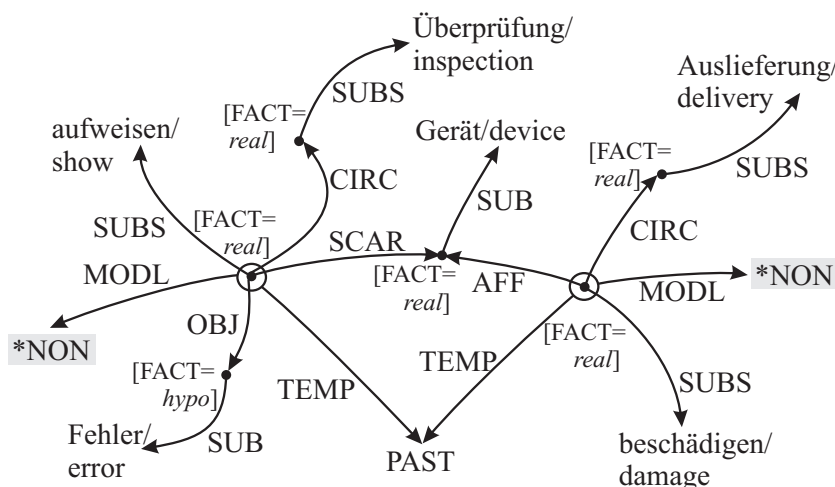 Überprüfung/
inspection
Auslieferung/
delivery
SUBS
[FACT=
real]
Gerät/device
aufweisen/
show
[FACT=
real]
SUBS
CIRC
SUB
SUBS
[FACT=
real]
SCAR
CIRC
MODL
[FACT=
real]
AFF
MODL
*NON
OBJ
*NON
[FACT=
real]
TEMP
[FACT=
hypo]
TEMP
SUBS
Fehler/
error
SUB
PAST
beschädigen/
damage